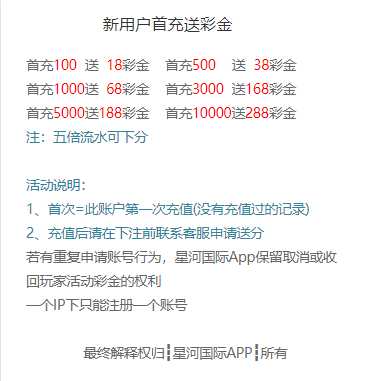 新用户首充送彩金
首充100 送 18彩金 首充500 送 38彩金
首充1000送 68彩金 首充3000 送168彩金
首充5000送188彩金 首充10000送288彩金
注：五倍流水可下分
活动说明：
1、首次=此账户第一次充值(没有充值过的记录)
2、充值后请在下注前联系客服申请送分
若有重复申请账号行为，星河国际App保留取消或收
回玩家活动彩金的权利
一个IP下只能注册一个账号
最终解释权归┇星河国际APP┇所有